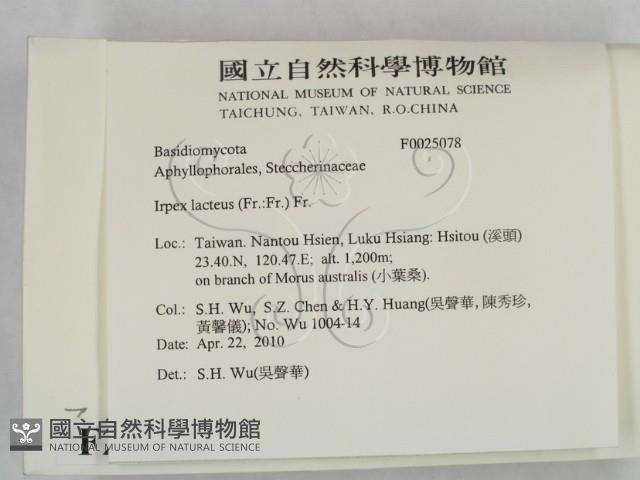 國立自然科學博物館
NATIONAL MUSEUM OF NATURAL SCIENCE
TAICHUNG, TAIWAN, R.O.CHINA
Basidiomycota F0025078
Aphyllophorales, Steccherinaceae
Irpex lacteus (Fr.:Fr.) Fr.
Loc.: Taiwan. Nantou Hsien, Luku Hsiang: Hsitou (溪頭)
23.40.N, 120.47.E; alt. 1,200m;
on branch of Morus australis (小葉桑).
Col.: S.H. Wu, S.Z. Chen & H.Y. Huang(吳聲華, 陳秀珍,
黃馨儀); No. Wu 1004-14
Date: Apr. 22, 2010
Det.: S.H. Wu(吳聲華)
國立自然科學博物館
NATIONAL MUSEUM OF NATURAL SCIENCE